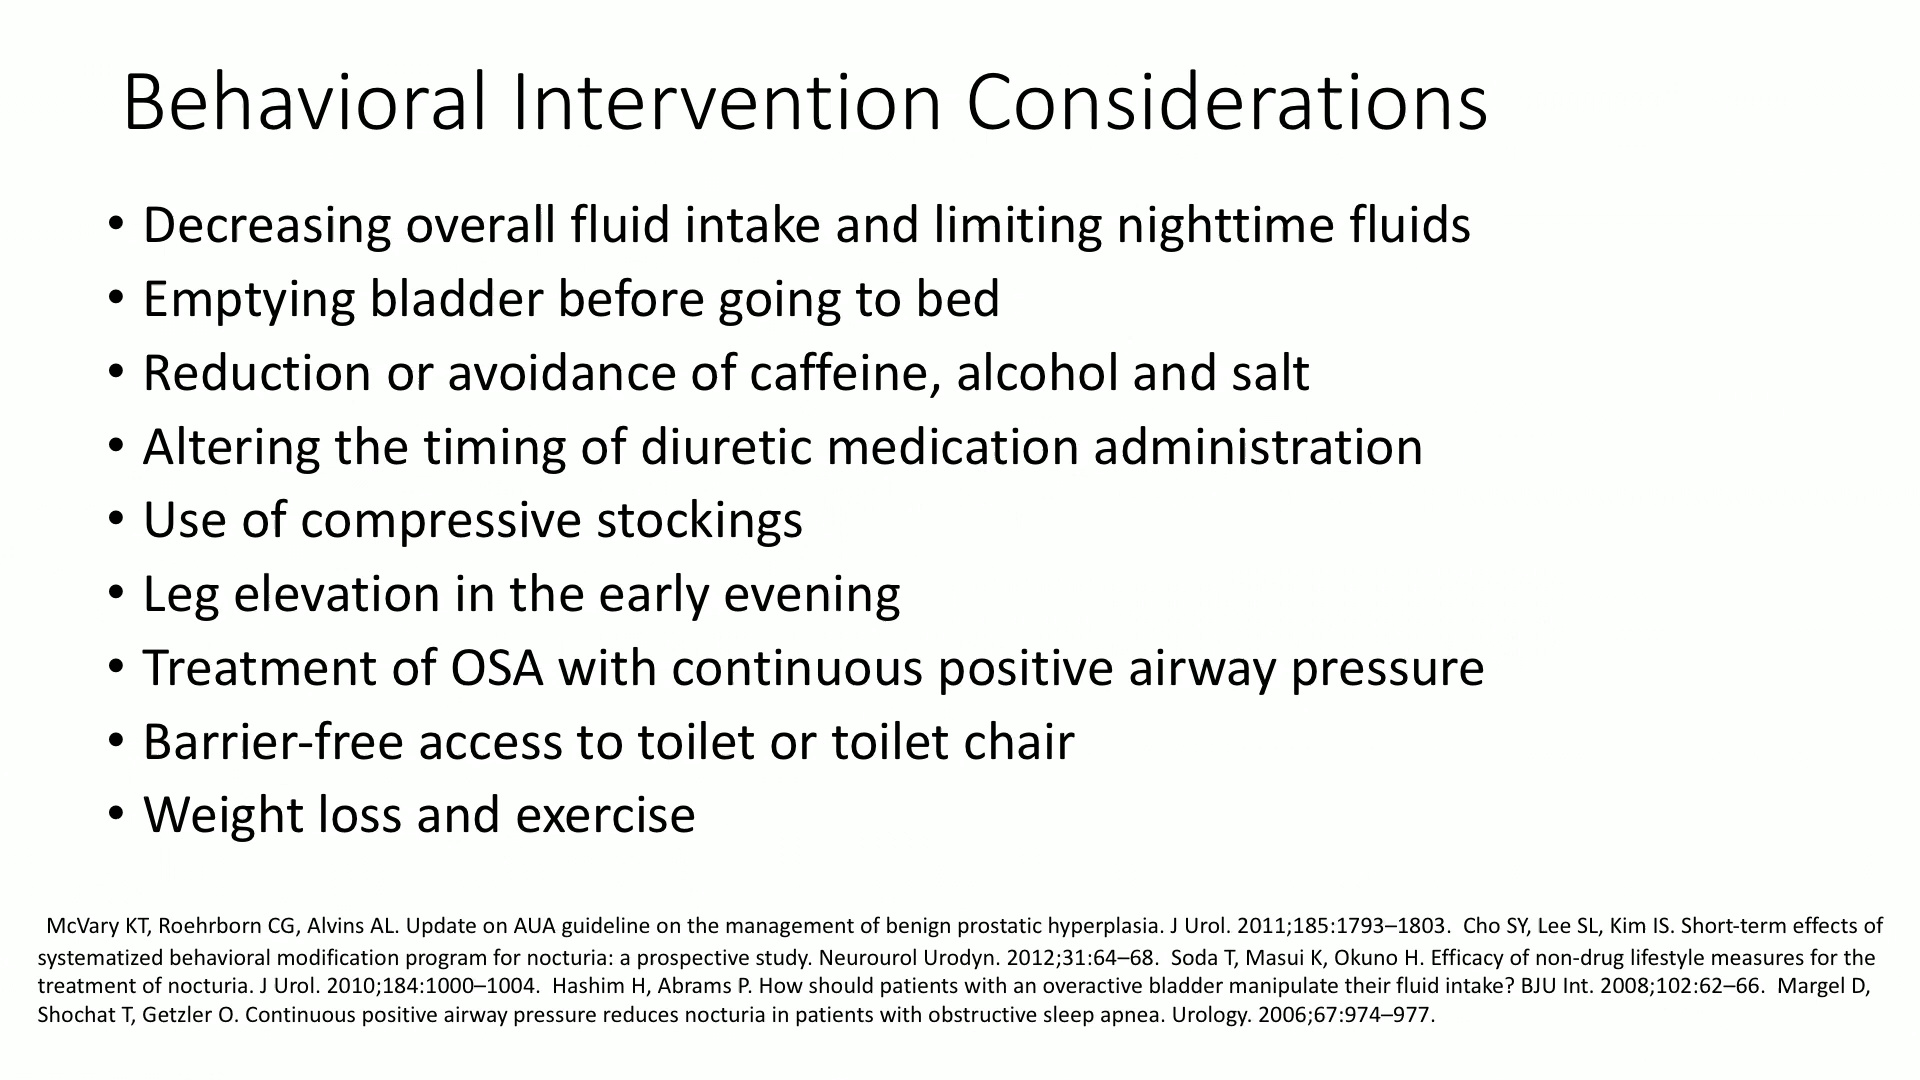 Behavioral Intervention Considerations
• Decreasing overall fluid intake and limiting nighttime fluids
• Emptying bladder before going to bed
• Reduction or avoidance of caffeine, alcohol and salt
• Altering the timing of diuretic medication administration
• Use of compressive stockings
• Leg elevation in the early evening
• Treatment of OSA with continuous positive airway pressure
• Barrier-free access to toilet or toilet chair
• Weight loss and exercise
McVary KT, Roehrborn CG, Alvins AL. Update on AUA guideline on the management of benign prostatic hyperplasia. J Urol. 2011;185:1793–1803. Cho SY, Lee SL, Kim IS. Short-term effects of
systematized behavioral modification program for nocturia: a prospective study. Neurourol Urodyn. 2012;31:64–68. Soda T, Masui K, Okuno H. Efficacy of non-drug lifestyle measures for the
treatment of nocturia. J Urol. 2010;184:1000–1004. Hashim H, Abrams P. How should patients with an overactive bladder manipulate their fluid intake? BJU Int. 2008;102:62–66. Margel D,
Shochat T, Getzler O. Continuous positive airway pressure reduces nocturia in patients with obstructive sleep apnea. Urology. 2006;67:974–977.